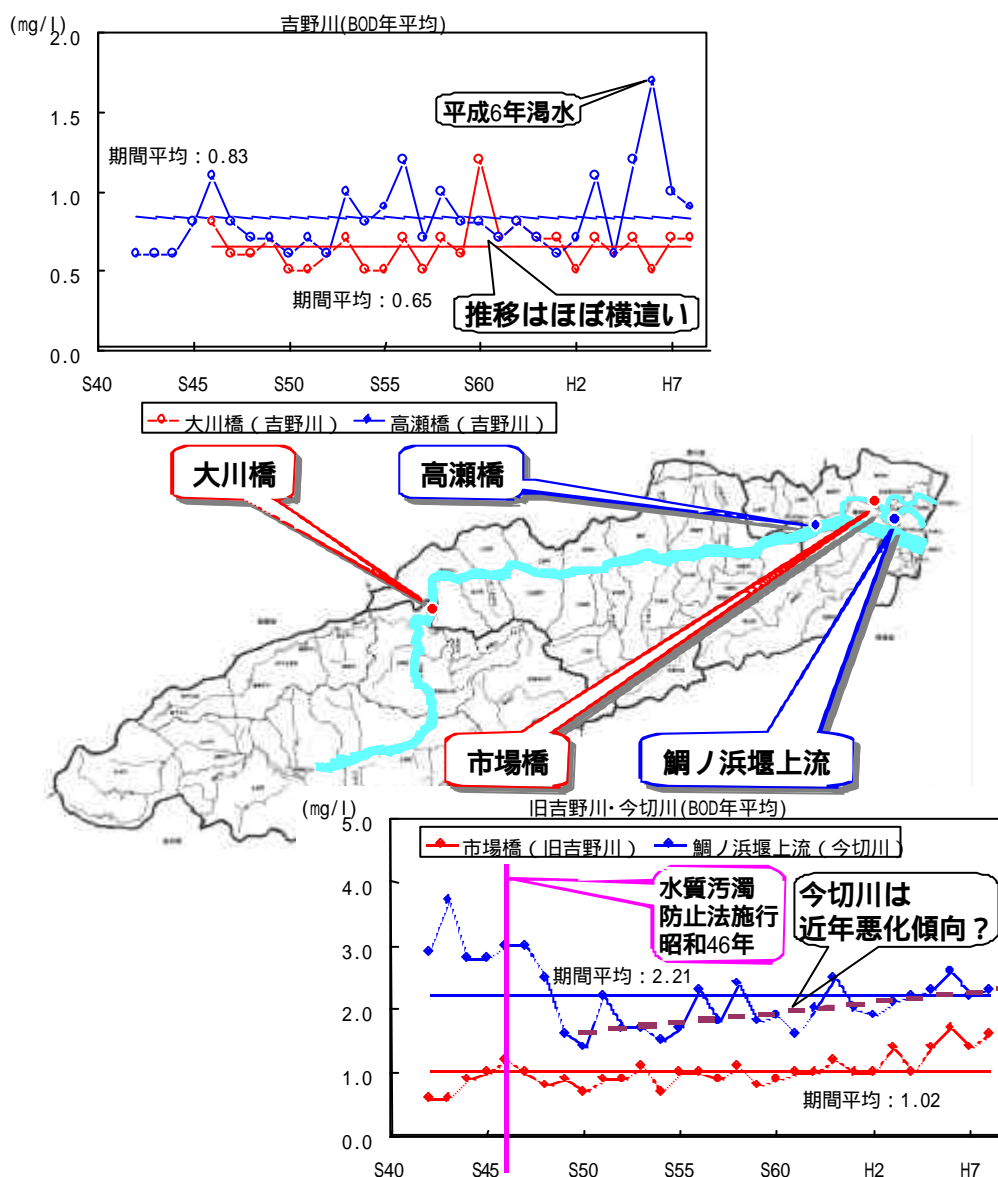 吉野川(BOD年平均)
(mg/l)
2.0
1.5
1.0
0.5
0.0
平成6年渇水
期間平均：0.83
期間平均：0.65
推移はほぼ横這い
S40 S45 S50 S55 S60 H2 H7
大川橋（吉野川） 高瀬橋（吉野川）
大川橋
高瀬橋
市場橋
鯛ノ浜堰上流
旧吉野川･今切川(BOD年平均)
(mg/l)
5.0
4.0
3.0
2.0
1.0
0.0
市場橋（旧吉野川） 鯛ノ浜堰上流（今切川）
水質汚濁
防止法施行
昭和46年
今切川は
近年悪化傾向？
期間平均：2.21
期間平均：1.02
S40 S45 S50 S55 S60 H2 H7